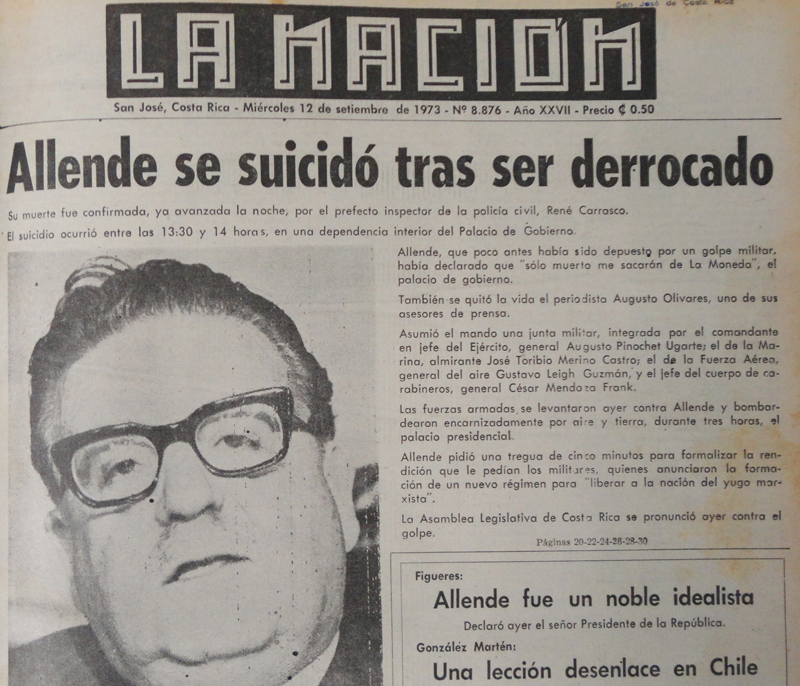 San José de Costa Rica
LA NACIÓN
San José, Costa Rica - Miércoles 12 de setiembre de 1973 - Nº 8.876 - Año XXVII - Precio ₡ 0.50
Allende se suicidó tras ser derrocado
Su muerte fue confirmada, ya avanzada la noche, por el prefecto inspector de la policía civil, René Carrasco.
El suicidio ocurrió entre las 13:30 y 14 horas, en una dependencia interior del Palacio de Gobierno.
Allende, que poco antes había sido depuesto por un golpe militar,
había declarado que "sólo muerto me sacarán de La Moneda", el
palacio de gobierno.
También se quitó la vida el periodista Augusto Olivares, uno de sus
asesores de prensa.
Asumió el mando una junta militar, integrada por el comandante
en jefe del Ejército, general Augusto Pinochet Ugarte; el de la Ma-
rina, almirante José Toribio Merino Castro; el de la Fuerza Aérea,
general del aire Gustavo Leigh Guzmán, y el jefe del cuerpo de ca-
rabineros, general César Mendoza Frank.
Las fuerzas armadas se levantaron ayer contra Allende y bombar-
dearon encarnizadamente por aire y tierra, durante tres horas, el
palacio presidencial.
Allende pidió una tregua de cinco minutos para formalizar la ren-
dición que le pedían los militares, quienes anunciaron la forma-
ción de un nuevo régimen para "liberar a la nación del yugo mar-
xista".
La Asamblea Legislativa de Costa Rica se pronunció ayer contra el
golpe.
Páginas 20-22-24-26-28-30
Figueres:
Allende fue un noble idealista
Declaró ayer el señor Presidente de la República.
González Martén:
Una lección desenlace en Chile